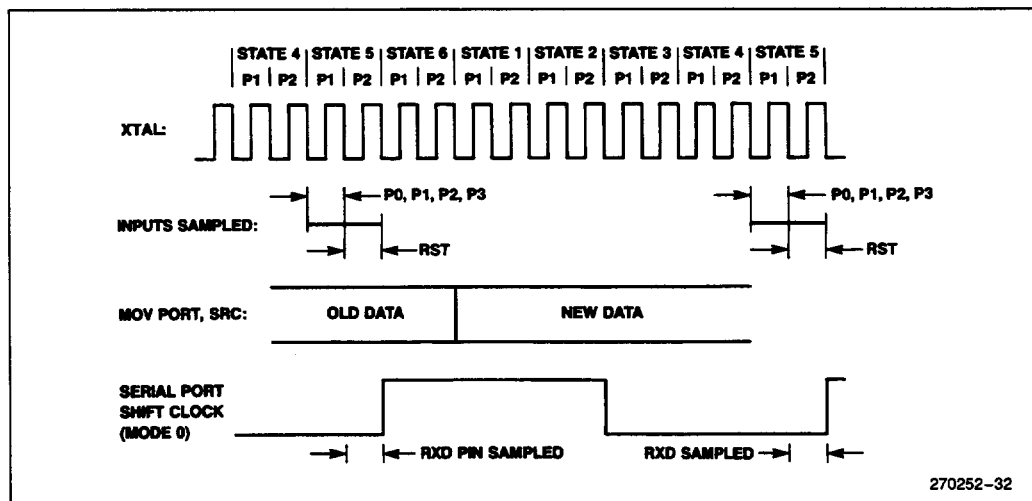 STATE 4 STATE 5 STATE 6 STATE 1 STATE 2 STATE 3 STATE 4 STATE 5
P1 P2 P1 P2 P1 P2 P1 P2 P1 P2 P1 P2 P1 P2 P1 P2
XTAL:
P0, P1, P2, P3 P0, P1, P2, P3
INPUTS SAMPLED:
RST RST
MOV PORT, SRC: OLD DATA NEW DATA
SERIAL PORT
SHIFT CLOCK
(MODE 0)
RXD PIN SAMPLED RXD SAMPLED
270252-32